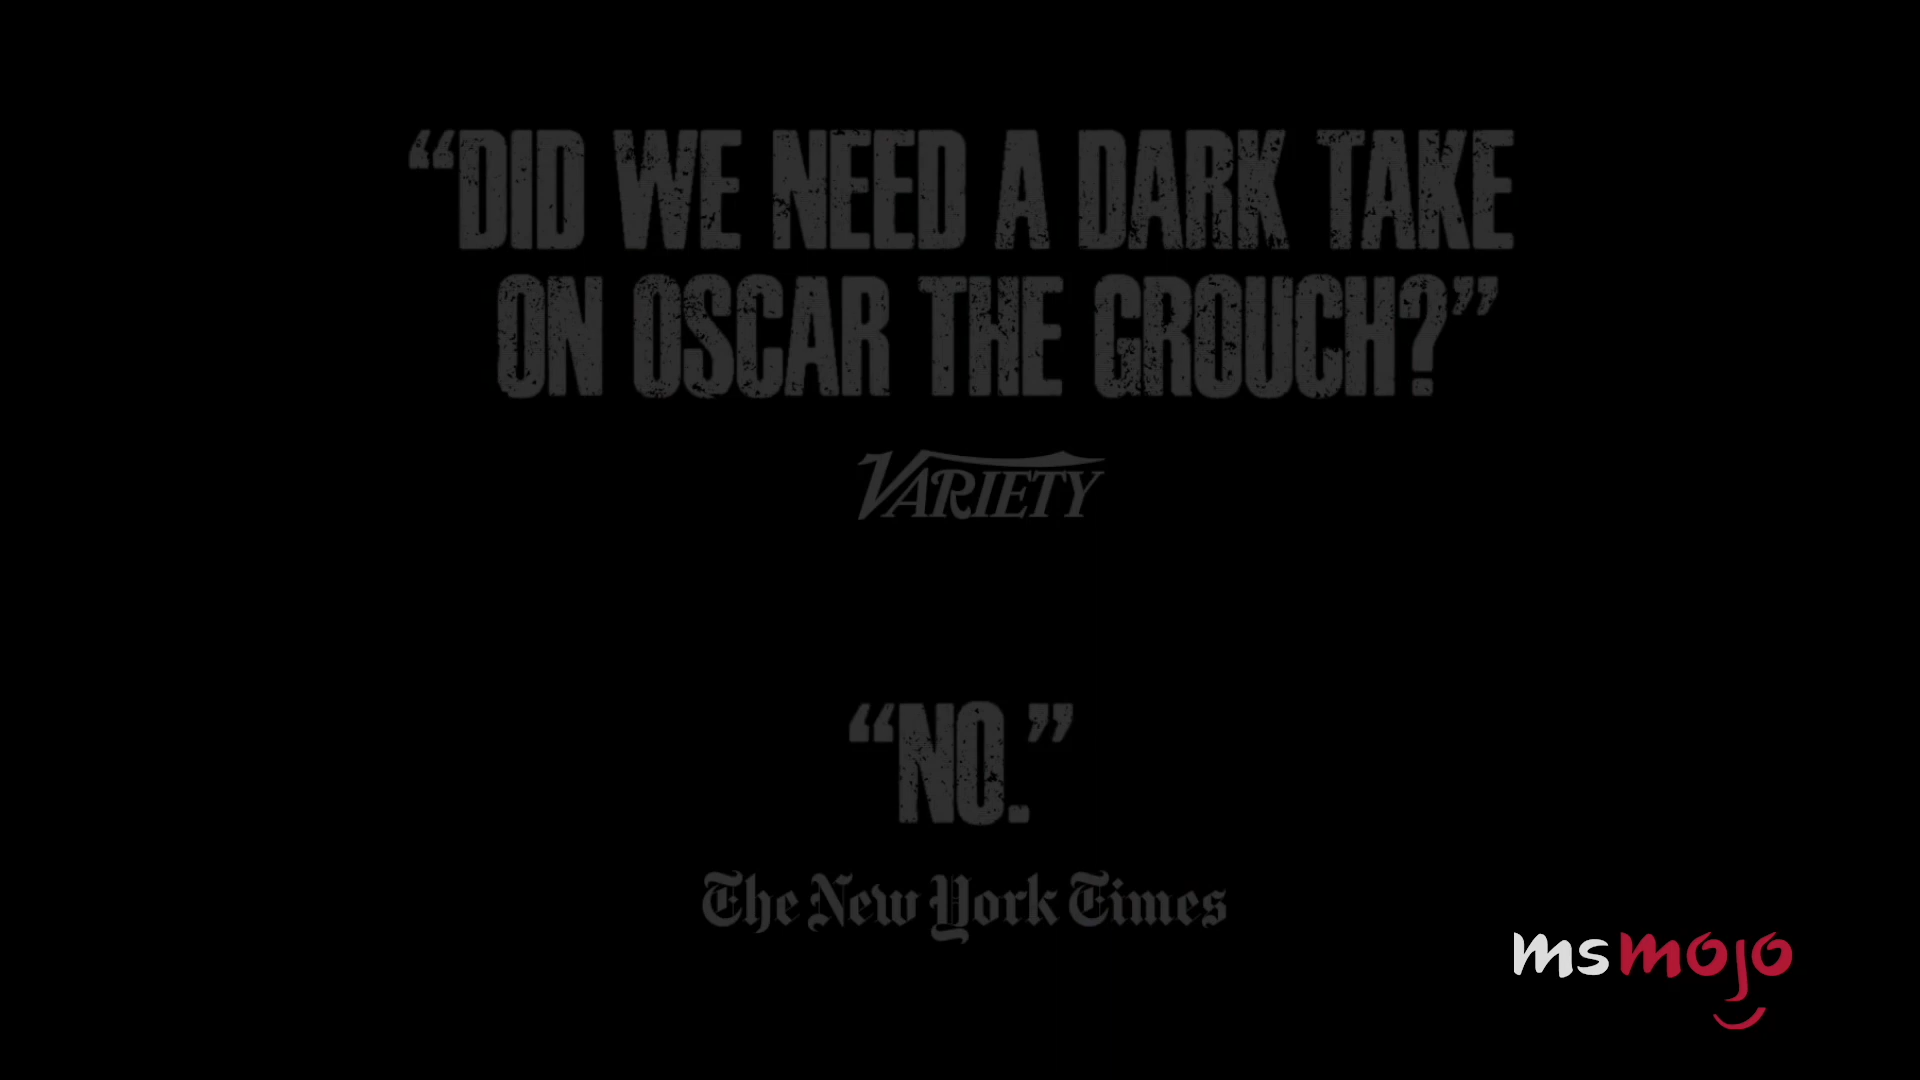 “DID WE NEED A DARK TAKE
ON OSCAR THE GROUCH?”
VARIETY
“NO.”
The New York Times
msmojo